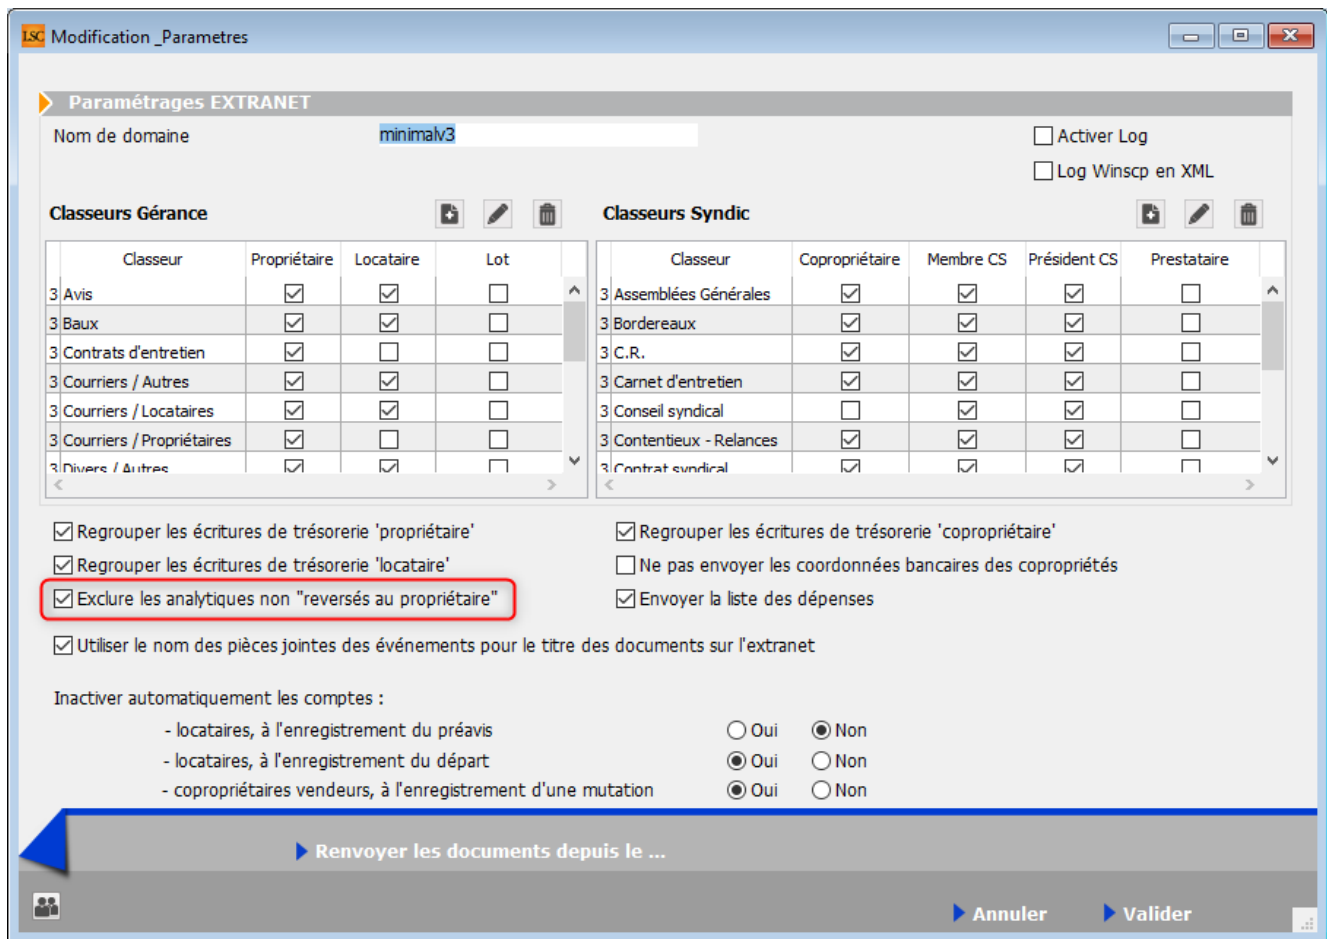 LSC Modification _Parametres
Paramétrages EXTRANET
Nom de domaine minimalv3 Activer Log
Log Winscp en XML
Classeurs Gérance Classeurs Syndic
Classeur Propriétaire Locataire Lot Classeur Copropriétaire Membre CS Président CS Prestataire
3 Avis 3 Assemblées Générales
3 Baux 3 Bordereaux
3 Contrats d'entretien 3 C.R.
3 Courriers / Autres 3 Carnet d'entretien
3 Courriers / Locataires 3 Conseil syndical
3 Courriers / Propriétaires 3 Contentieux - Relances
3 Divers / Autres 3 Contrat syndical
Regrouper les écritures de trésorerie 'propriétaire' Regrouper les écritures de trésorerie 'copropriétaire'
Regrouper les écritures de trésorerie 'locataire' Ne pas envoyer les coordonnées bancaires des copropriétés
Exclure les analytiques non "reversés au propriétaire" Envoyer la liste des dépenses
Utiliser le nom des pièces jointes des événements pour le titre des documents sur l'extranet
Inactiver automatiquement les comptes :
- locataires, à l'enregistrement du préavis Oui Non
- locataires, à l'enregistrement du départ Oui Non
- copropriétaires vendeurs, à l'enregistrement d'une mutation Oui Non
Renvoyer les documents depuis le ...
Annuler Valider